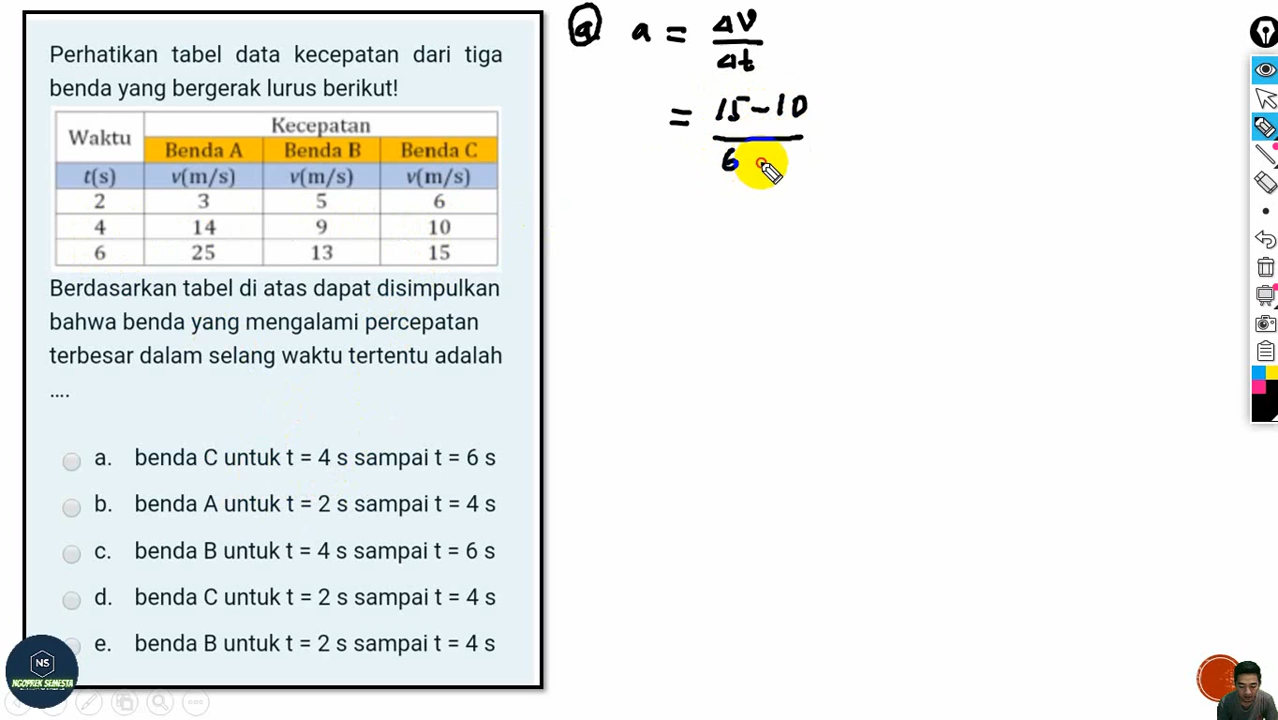 Perhatikan tabel data kecepatan dari tiga
benda yang bergerak lurus berikut!
Waktu Kecepatan
Benda A Benda B Benda C
t(s) v(m/s) v(m/s) v(m/s)
2 3 5 6
4 14 9 10
6 25 13 15
Berdasarkan tabel di atas dapat disimpulkan
bahwa benda yang mengalami percepatan
terbesar dalam selang waktu tertentu adalah
....
a. benda C untuk t = 4 s sampai t = 6 s
b. benda A untuk t = 2 s sampai t = 4 s
c. benda B untuk t = 4 s sampai t = 6 s
d. benda C untuk t = 2 s sampai t = 4 s
e. benda B untuk t = 2 s sampai t = 4 s
NS
NGOPREK SEMESTA
a a = ΔV
Δt
= 15-10
6